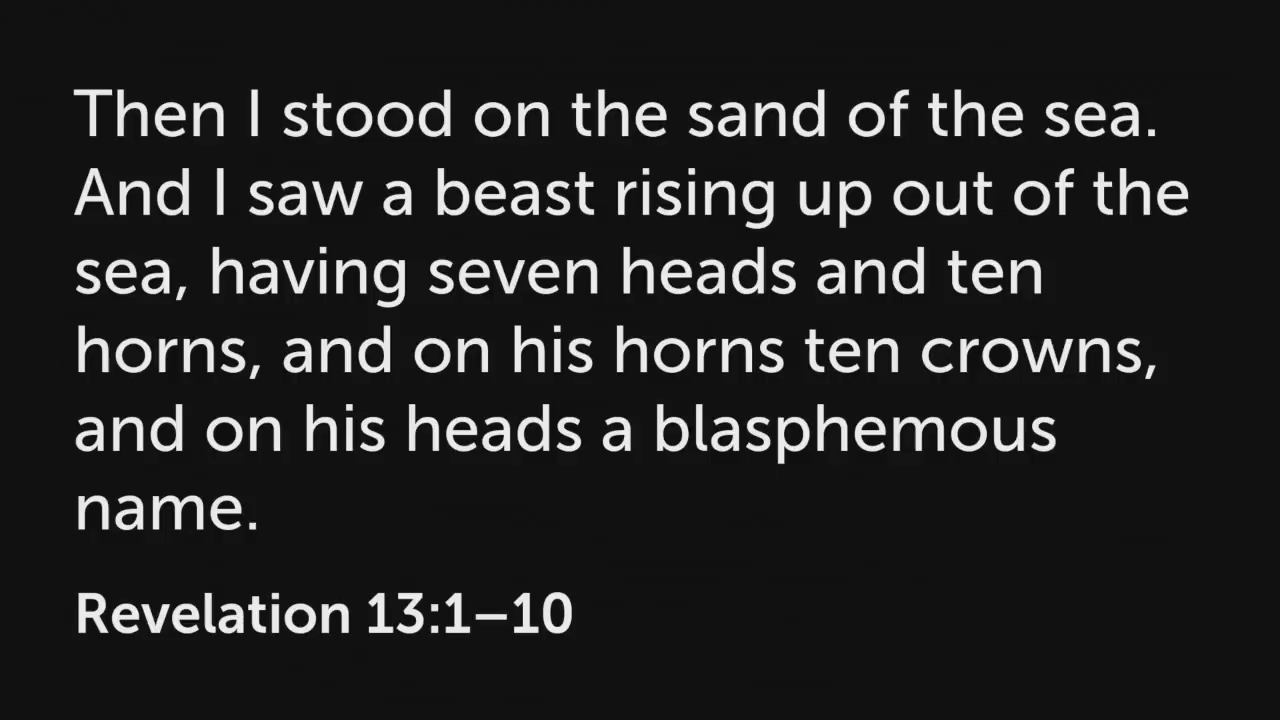 Then I stood on the sand of the sea.
And I saw a beast rising up out of the
sea, having seven heads and ten
horns, and on his horns ten crowns,
and on his heads a blasphemous
name.
Revelation 13:1–10